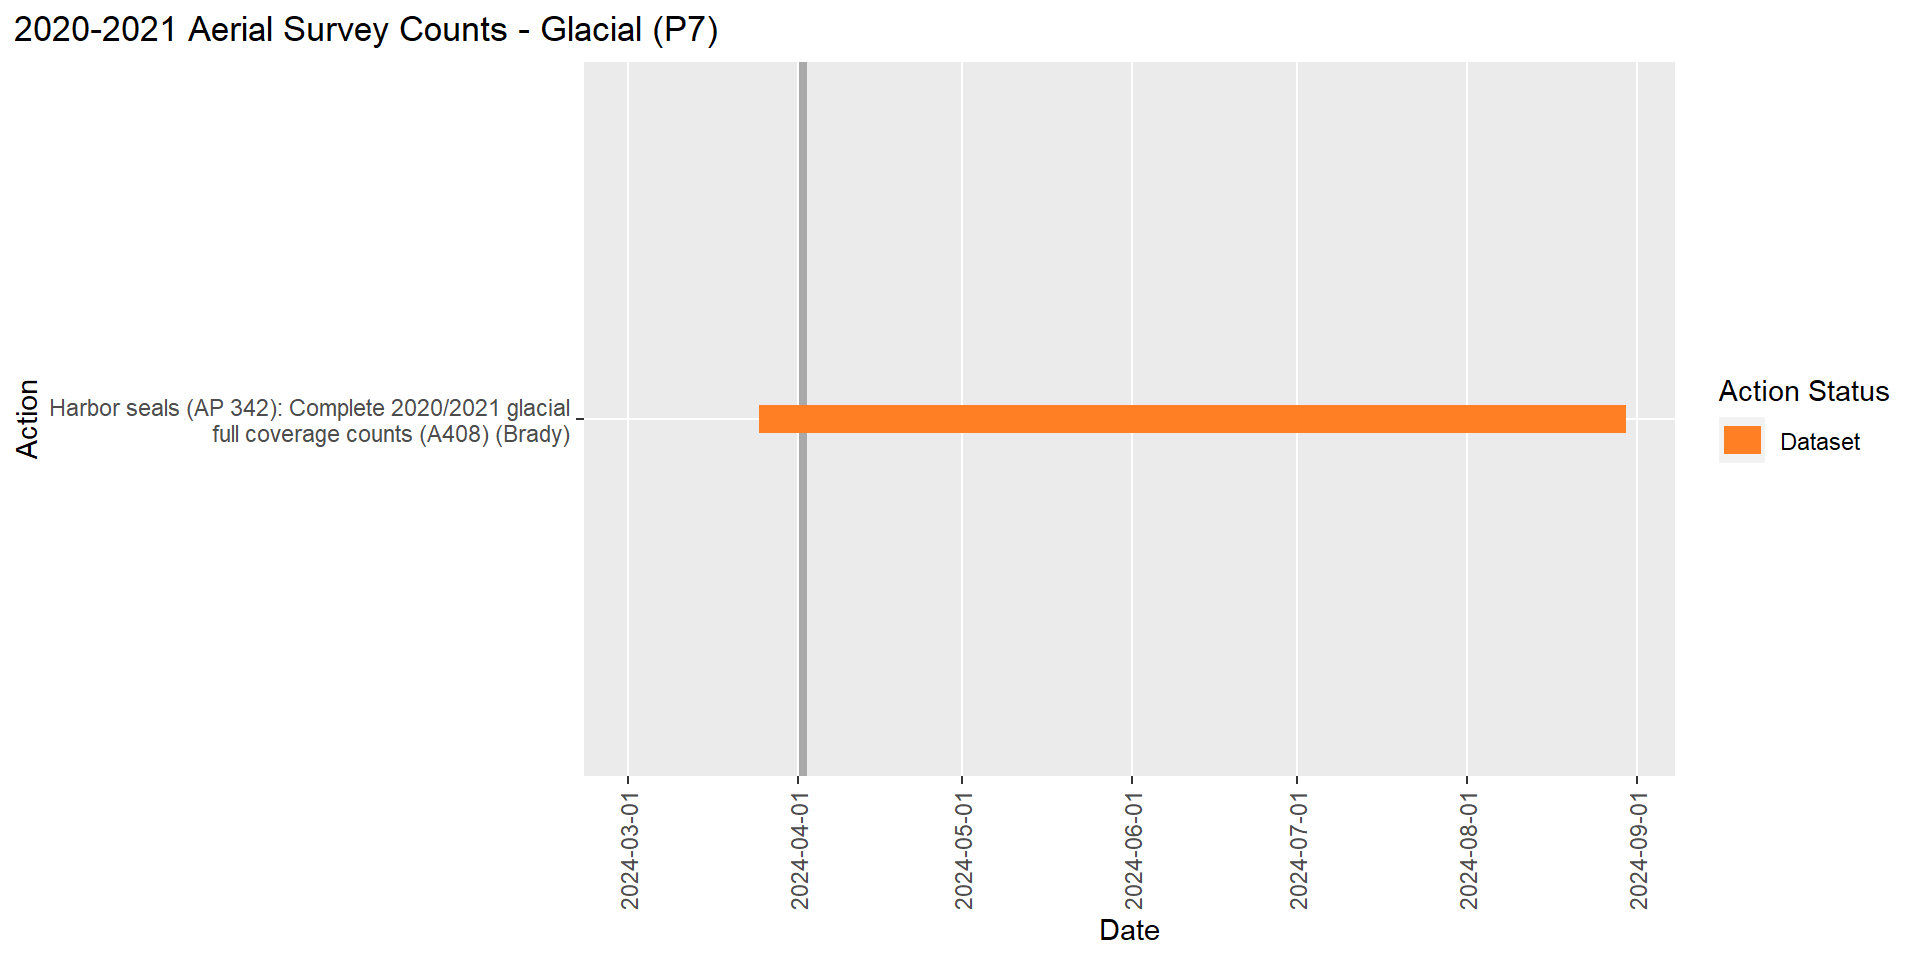 2020-2021 Aerial Survey Counts - Glacial (P7)
Action
Harbor seals (AP 342): Complete 2020/2021 glacial
full coverage counts (A408) (Brady)
Action Status
Dataset
2024-03-01
2024-04-01
2024-05-01
2024-06-01
2024-07-01
2024-08-01
2024-09-01
Date